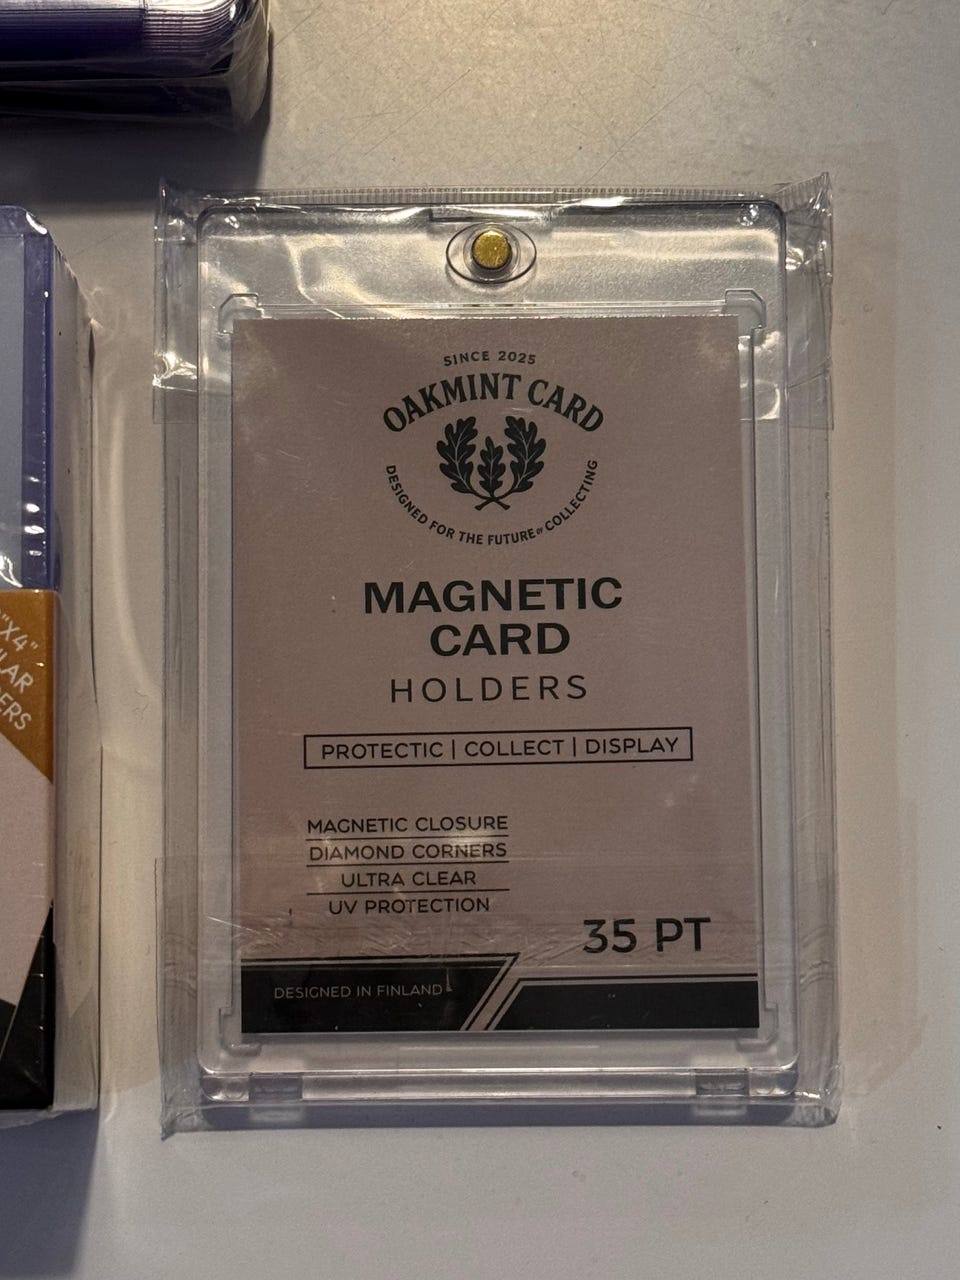 SINCE 2025
OAKMINT CARD
DESIGNED FOR THE FUTURE OF COLLECTING
MAGNETIC
CARD
HOLDERS
PROTECTIC | COLLECT | DISPLAY
MAGNETIC CLOSURE
DIAMOND CORNERS
ULTRA CLEAR
UV PROTECTION
35 PT
DESIGNED IN FINLAND
"X4"